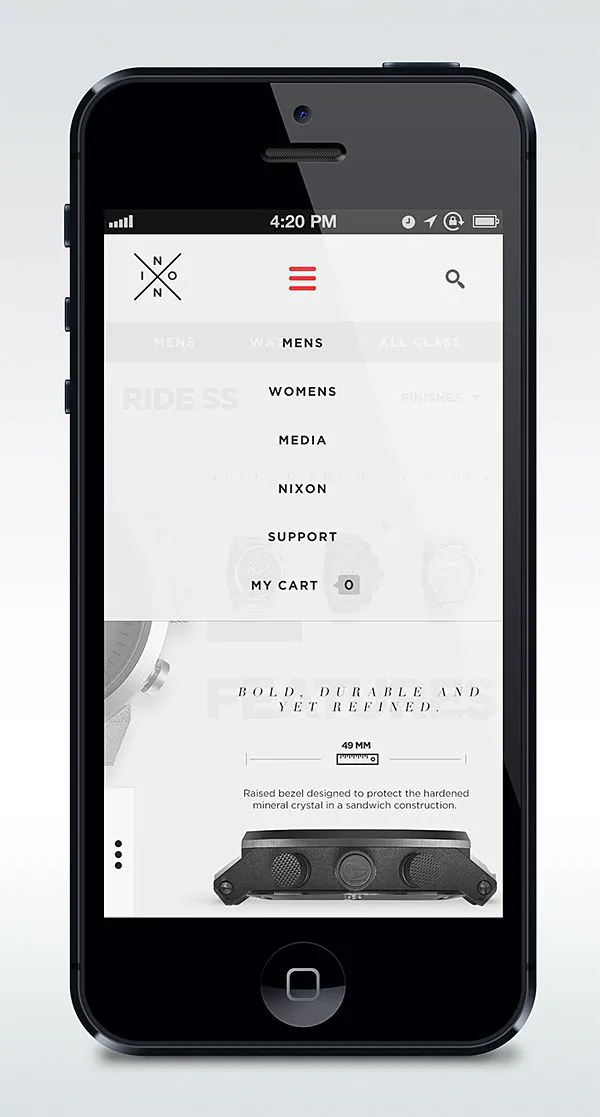 4:20 PM
N
I O
N
MENS WAT ALL CLASS
MENS
RIDE SS
FINISHES
WOMENS
MEDIA
NIXON
SUPPORT
MY CART 0
FEATURES
BOLD, DURABLE AND
YET REFINED.
49 MM
Raised bezel designed to protect the hardened
mineral crystal in a sandwich construction.